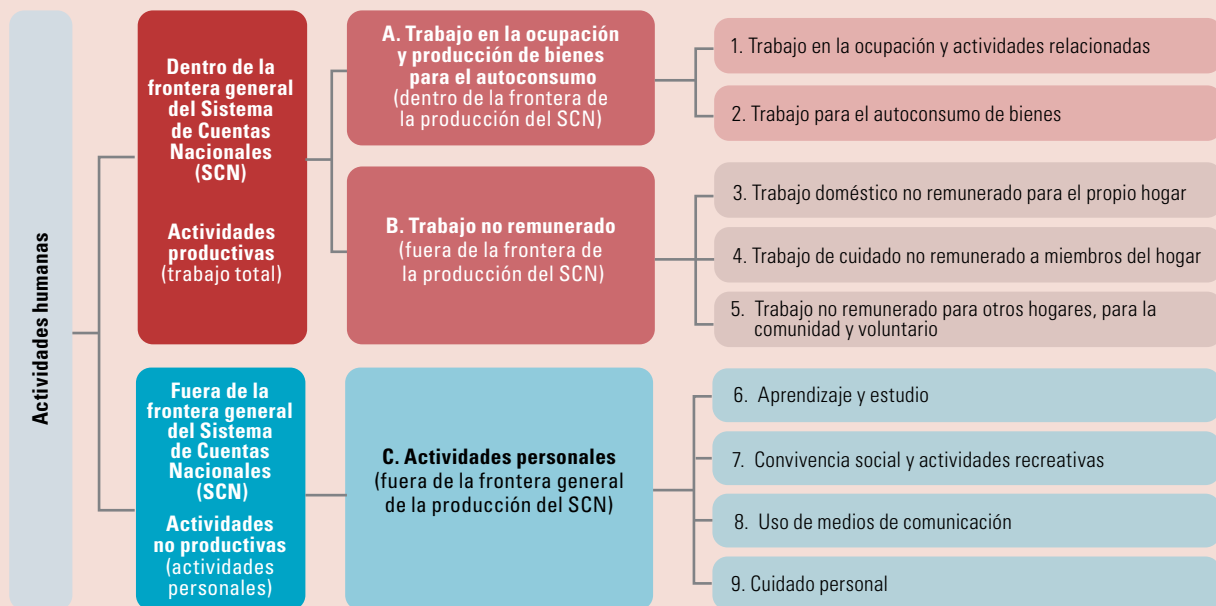 Actividades humanas
Dentro de la
frontera general
del Sistema
de Cuentas
Nacionales
(SCN)
Actividades
productivas
(trabajo total)
A. Trabajo en la ocupación
y producción de bienes
para el autoconsumo
(dentro de la frontera de
la producción del SCN)
1. Trabajo en la ocupación y actividades relacionadas
2. Trabajo para el autoconsumo de bienes
B. Trabajo no remunerado
(fuera de la frontera de
la producción del SCN)
3. Trabajo doméstico no remunerado para el propio hogar
4. Trabajo de cuidado no remunerado a miembros del hogar
5. Trabajo no remunerado para otros hogares, para la
comunidad y voluntario
Fuera de la
frontera general
del Sistema
de Cuentas
Nacionales
(SCN)
Actividades
no productivas
(actividades
personales)
C. Actividades personales
(fuera de la frontera general
de la producción del SCN)
6. Aprendizaje y estudio
7. Convivencia social y actividades recreativas
8. Uso de medios de comunicación
9. Cuidado personal